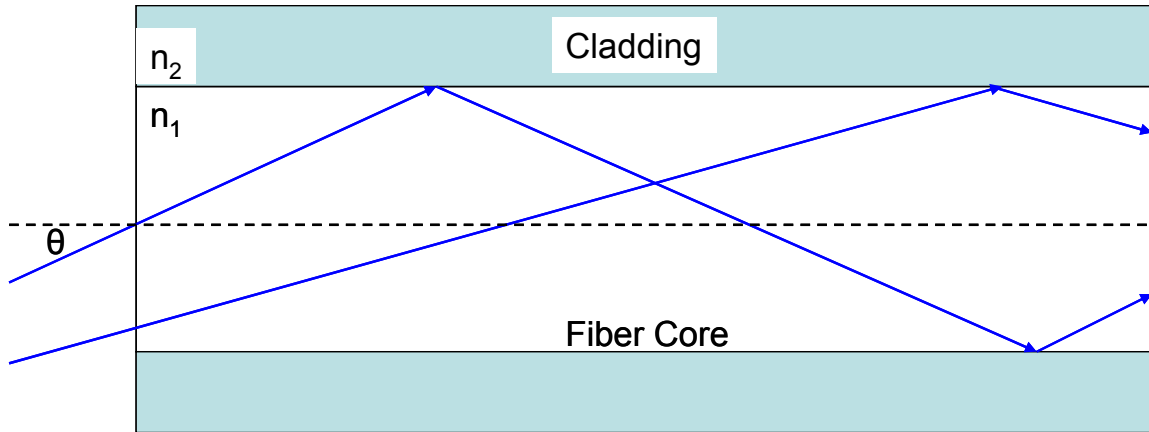 Cladding
n₂
n₁
θ
Fiber Core